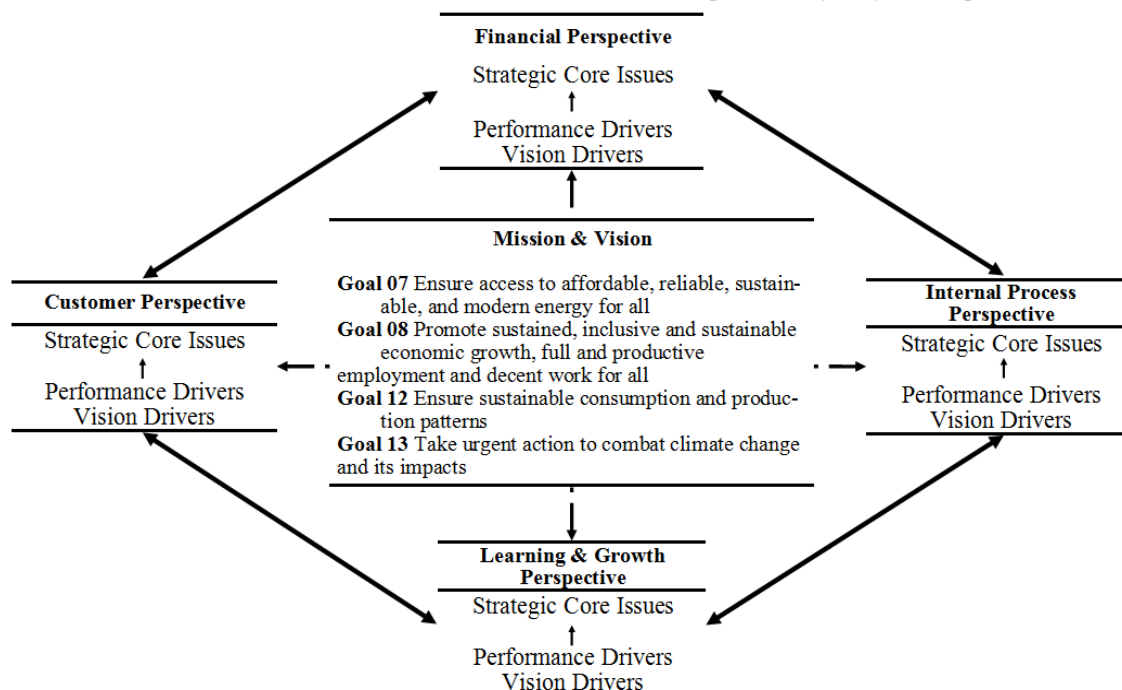 Financial Perspective
Strategic Core Issues
Performance Drivers
Vision Drivers
Mission & Vision
Goal 07 Ensure access to affordable, reliable, sustain-
able, and modern energy for all
Goal 08 Promote sustained, inclusive and sustainable
economic growth, full and productive
employment and decent work for all
Goal 12 Ensure sustainable consumption and produc-
tion patterns
Goal 13 Take urgent action to combat climate change
and its impacts
Customer Perspective
Strategic Core Issues
Performance Drivers
Vision Drivers
Internal Process
Perspective
Strategic Core Issues
Performance Drivers
Vision Drivers
Learning & Growth
Perspective
Strategic Core Issues
Performance Drivers
Vision Drivers